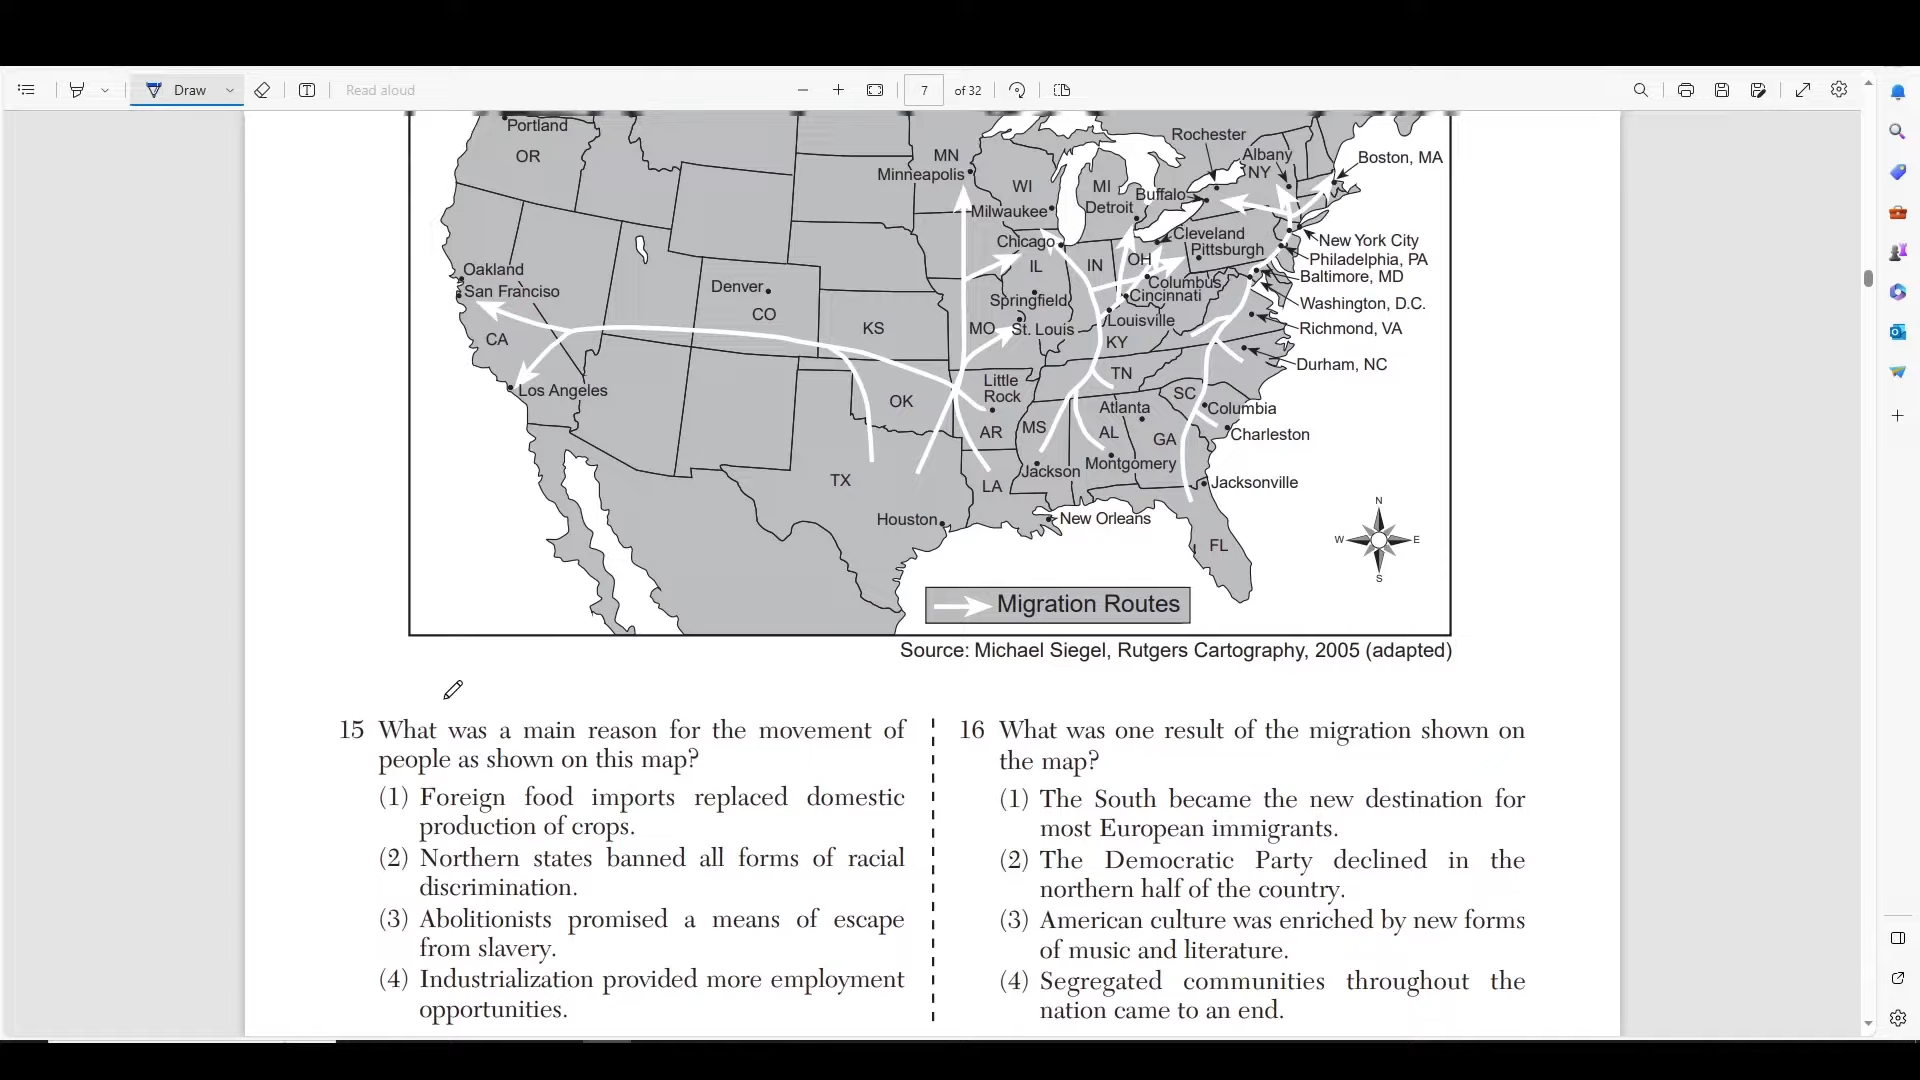 Draw
Read aloud
7 of 32
Portland
OR
MN
Minneapolis
WI
Milwaukee
MI
Detroit
Rochester
Albany
NY
Buffalo
Boston, MA
Chicago
IL
IN
OH
Cleveland
Pittsburgh
New York City
Philadelphia, PA
Baltimore, MD
Oakland
San Franciso
Denver
CO
Springfield
Columbus
Cincinnati
Washington, D.C.
CA
KS
MO
St. Louis
Louisville
KY
Richmond, VA
Durham, NC
Los Angeles
OK
Little
Rock
TN
SC
Atlanta
Columbia
AR
MS
AL
GA
Charleston
TX
LA
Jackson
Montgomery
Jacksonville
Houston
New Orleans
FL
N
W E
S
Migration Routes
Source: Michael Siegel, Rutgers Cartography, 2005 (adapted)
15 What was a main reason for the movement of
people as shown on this map?
(1) Foreign food imports replaced domestic
production of crops.
(2) Northern states banned all forms of racial
discrimination.
(3) Abolitionists promised a means of escape
from slavery.
(4) Industrialization provided more employment
opportunities.
16 What was one result of the migration shown on
the map?
(1) The South became the new destination for
most European immigrants.
(2) The Democratic Party declined in the
northern half of the country.
(3) American culture was enriched by new forms
of music and literature.
(4) Segregated communities throughout the
nation came to an end.